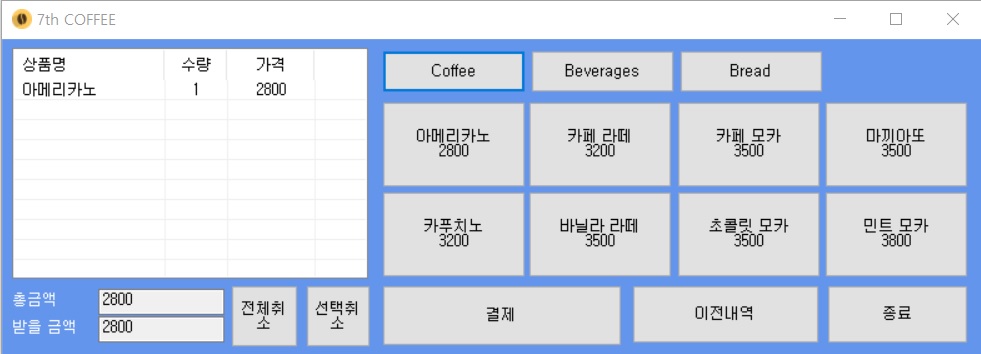 7th COFFEE
상품명 수량 가격
아메리카노 1 2800
Coffee Beverages Bread
아메리카노 카페 라떼 카페 모카 마끼아또
2800 3200 3500 3500
카푸치노 바닐라 라떼 초콜릿 모카 민트 모카
3200 3500 3500 3800
총금액 2800
받을 금액 2800
전체취
소
선택취
소
결제 이전내역 종료